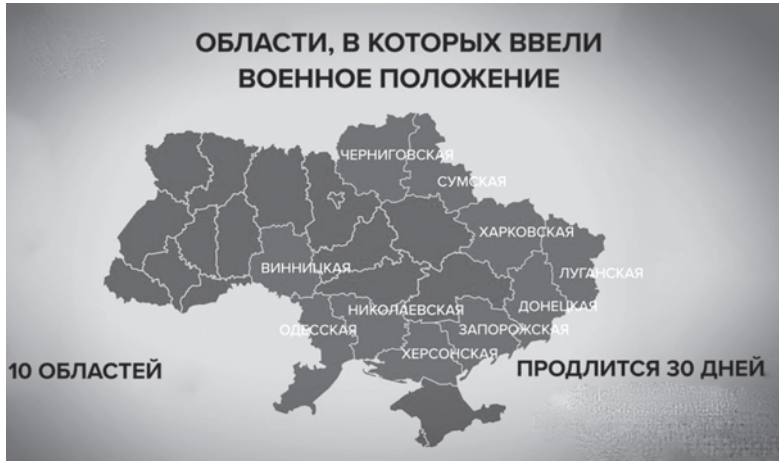 ОБЛАСТИ, В КОТОРЫХ ВВЕЛИ
ВОЕННОЕ ПОЛОЖЕНИЕ
ЧЕРНИГОВСКАЯ
СУМСКАЯ
ХАРКОВСКАЯ
ВИННИЦКАЯ
ЛУГАНСКАЯ
НИКОЛАЕВСКАЯ
ДОНЕЦКАЯ
ОДЕССКАЯ
ЗАПОРОЖСКАЯ
ХЕРСОНСКАЯ
10 ОБЛАСТЕЙ
ПРОДЛИТСЯ 30 ДНЕЙ